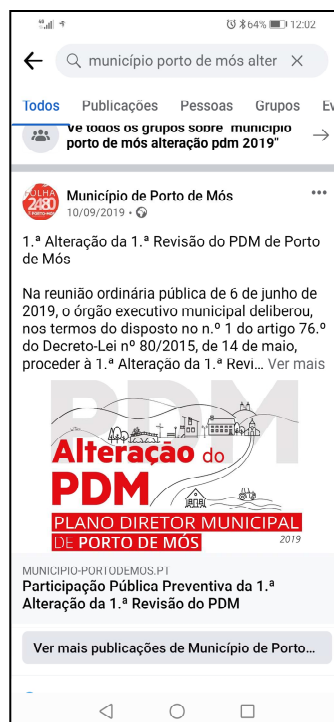 64% 12:02
município porto de mós alter
Todos Publicações Pessoas Grupos Ev
Vê todos os grupos sobre "município
porto de mós alteração pdm 2019"
FOLHA
2480
PORTO-MÓS
Município de Porto de Mós
10/09/2019 •
1.ª Alteração da 1.ª Revisão do PDM de Porto
de Mós
Na reunião ordinária pública de 6 de junho de
2019, o órgão executivo municipal deliberou,
nos termos do disposto no n.º 1 do artigo 76.º
do Decreto-Lei nº 80/2015, de 14 de maio,
proceder à 1.ª Alteração da 1.ª Revi... Ver mais
PDM
Alteração do
PDM
PLANO DIRETOR MUNICIPAL
DE PORTO DE MÓS 2019
MUNICIPIO-PORTODEMOS.PT
Participação Pública Preventiva da 1.ª
Alteração da 1.ª Revisão do PDM
Ver mais publicações de Município de Porto...